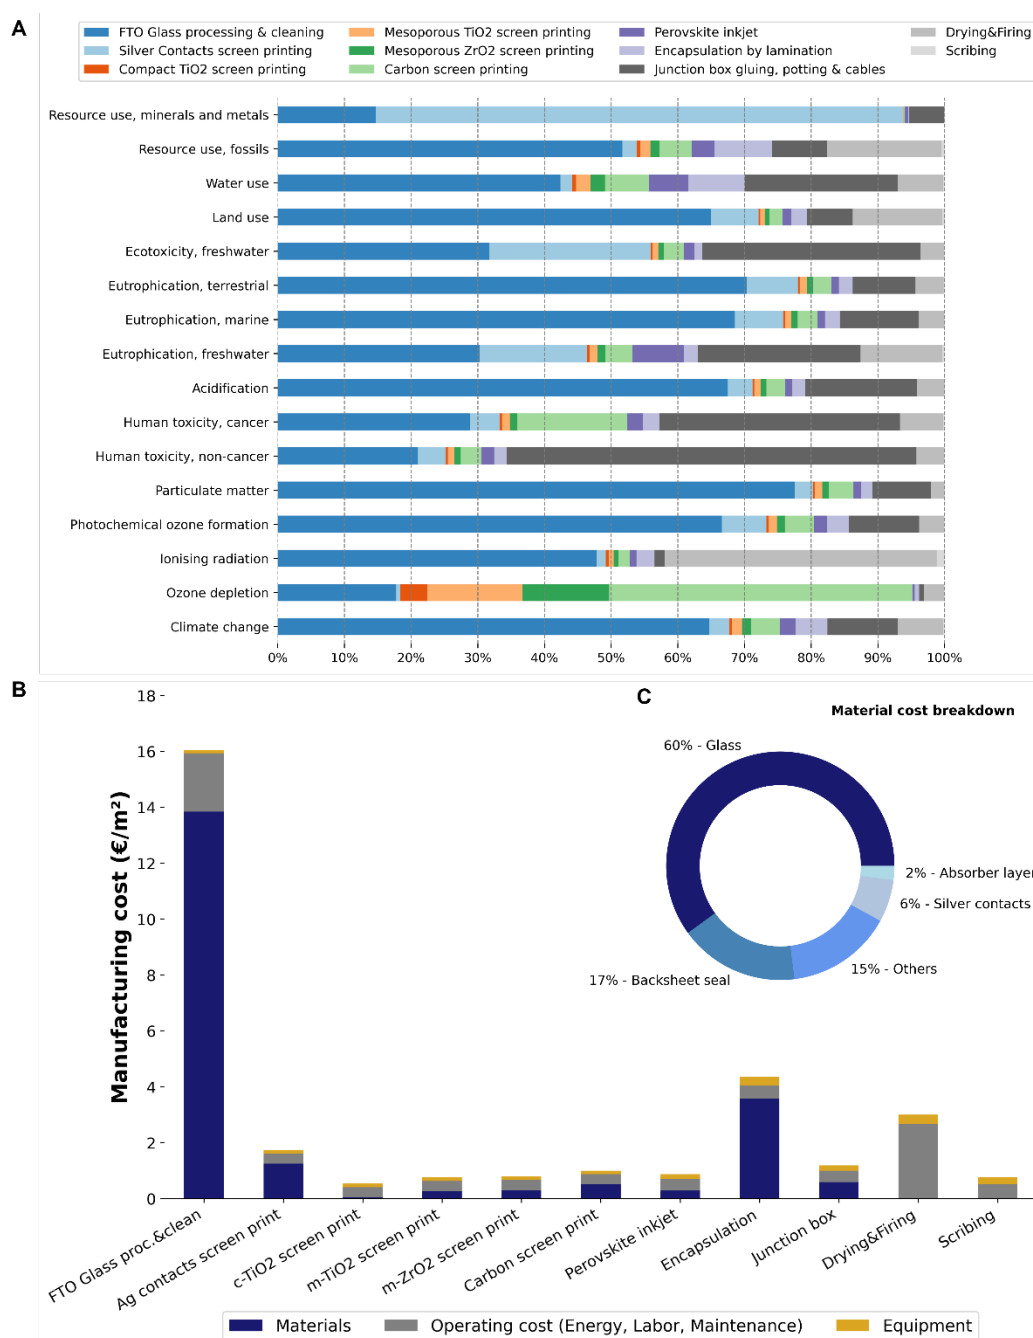 A
FTO Glass processing & cleaning
Silver Contacts screen printing
Compact TiO2 screen printing
Mesoporous TiO2 screen printing
Mesoporous ZrO2 screen printing
Carbon screen printing
Perovskite inkjet
Encapsulation by lamination
Junction box gluing, potting & cables
Drying&Firing
Scribing
Resource use, minerals and metals
Resource use, fossils
Water use
Land use
Ecotoxicity, freshwater
Eutrophication, terrestrial
Eutrophication, marine
Eutrophication, freshwater
Acidification
Human toxicity, cancer
Human toxicity, non-cancer
Particulate matter
Photochemical ozone formation
Ionising radiation
Ozone depletion
Climate change
0% 10% 20% 30% 40% 50% 60% 70% 80% 90% 100%
B
Manufacturing cost (€/m²)
18
16
14
12
10
8
6
4
2
0
FTO Glass proc.&clean
Ag contacts screen print
c-TiO2 screen print
m-TiO2 screen print
m-ZrO2 screen print
Carbon screen print
Perovskite inkjet
Encapsulation
Junction box
Drying&Firing
Scribing
Materials
Operating cost (Energy, Labor, Maintenance)
Equipment
C
Material cost breakdown
60% - Glass
2% - Absorber layer
6% - Silver contacts
15% - Others
17% - Backsheet seal